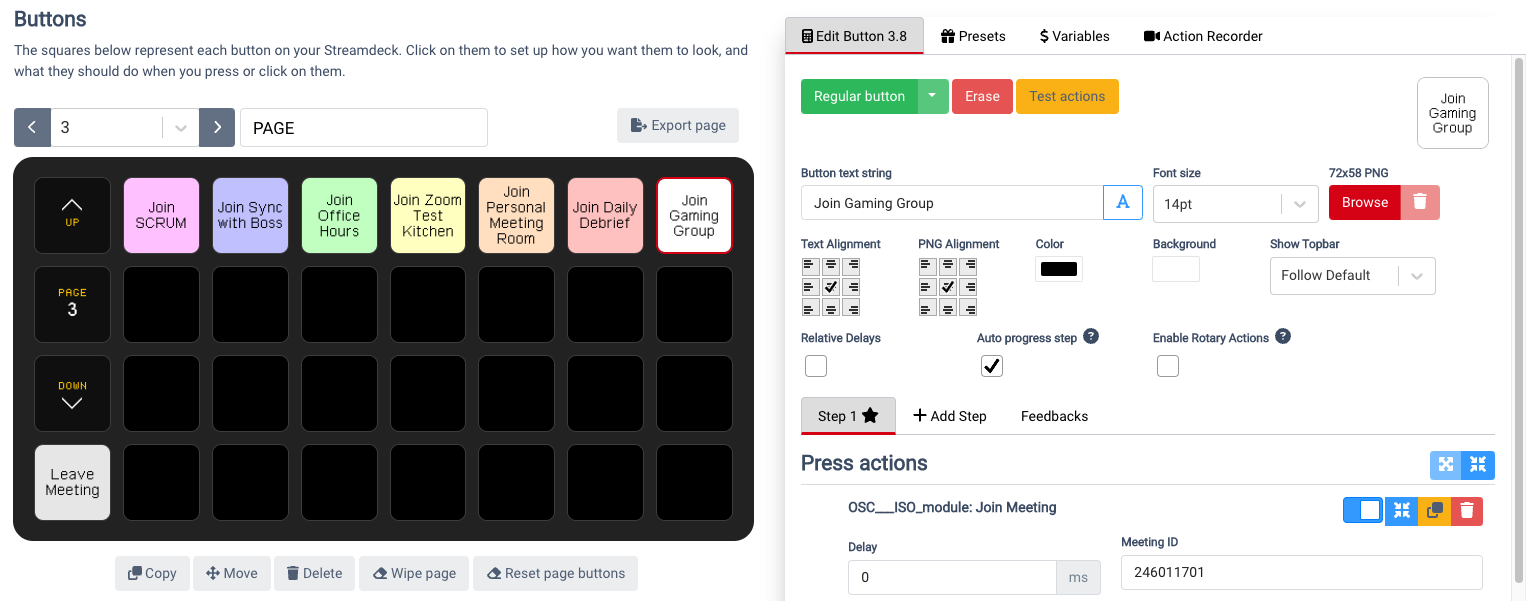 Buttons
The squares below represent each button on your Streamdeck. Click on them to set up how you want them to look, and
what they should do when you press or click on them.
3
PAGE
Export page
UP
Join
SCRUM
Join Sync
with Boss
Join
Office
Hours
Join Zoom
Test
Kitchen
Join
Personal
Meeting
Room
Join Daily
Debrief
Join
Gaming
Group
PAGE
3
DOWN
Leave
Meeting
Copy
Move
Delete
Wipe page
Reset page buttons
Edit Button 3.8
Presets
$ Variables
Action Recorder
Regular button
Erase
Test actions
Join
Gaming
Group
Button text string
Font size
72x58 PNG
Join Gaming Group
A
14pt
Browse
Text Alignment
PNG Alignment
Color
Background
Show Topbar
Follow Default
Relative Delays
Auto progress step ?
Enable Rotary Actions ?
Step 1
+ Add Step
Feedbacks
Press actions
OSC___ISO_module: Join Meeting
Delay
Meeting ID
0
ms
246011701